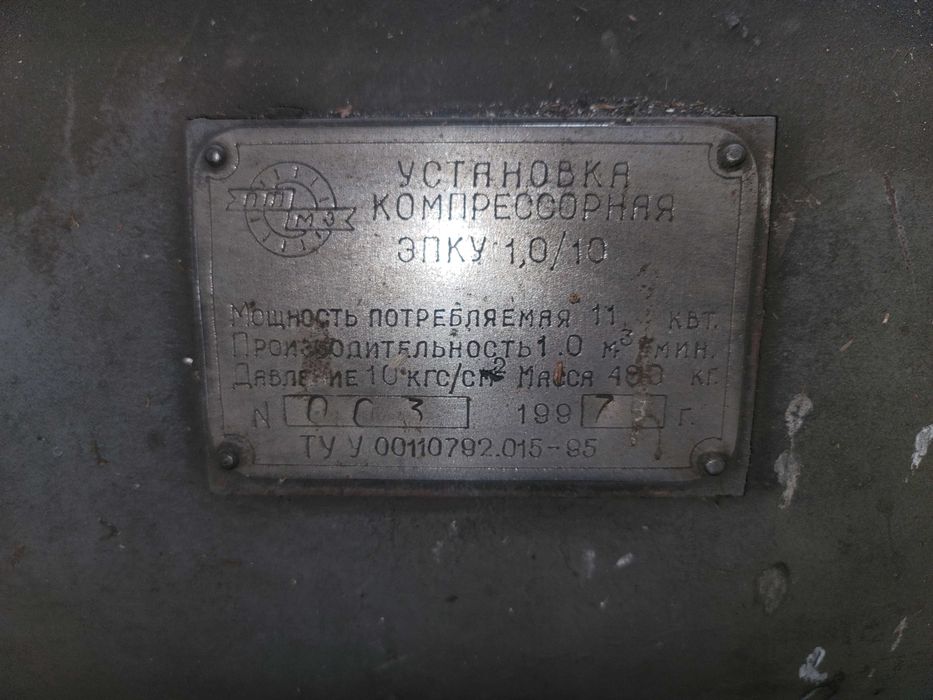 УСТАНОВКА
КОМПРЕССОРНАЯ
ЭПКУ 1,0/10
МОЩНОСТЬ ПОТРЕБЛЯЕМАЯ 11 КВТ.
ПРОИЗВОДИТЕЛЬНОСТЬ 1.0 м³/мин.
ДАВЛЕНИЕ 10 КГС/СМ² МАССА КГ.
N 003 1997 г.
ТУ У 00110792.015-95